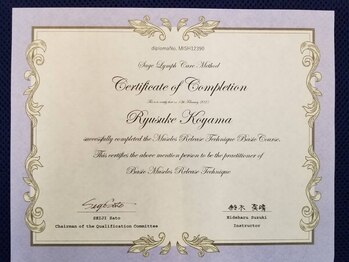 diplomaNo, MISH12390
Sage Lymph Care Method
Certificate of Completion
Ryusuke Koyama
successfully completed the Muscles Release Technique Basic Course.
This certifies the above mention person to be the practitioner of
Basic Muscles Release Technique
鈴木 英晴
SEIJI Sato
Hideharu Suzuki
Chairman of the Qualification Committee
Instructor